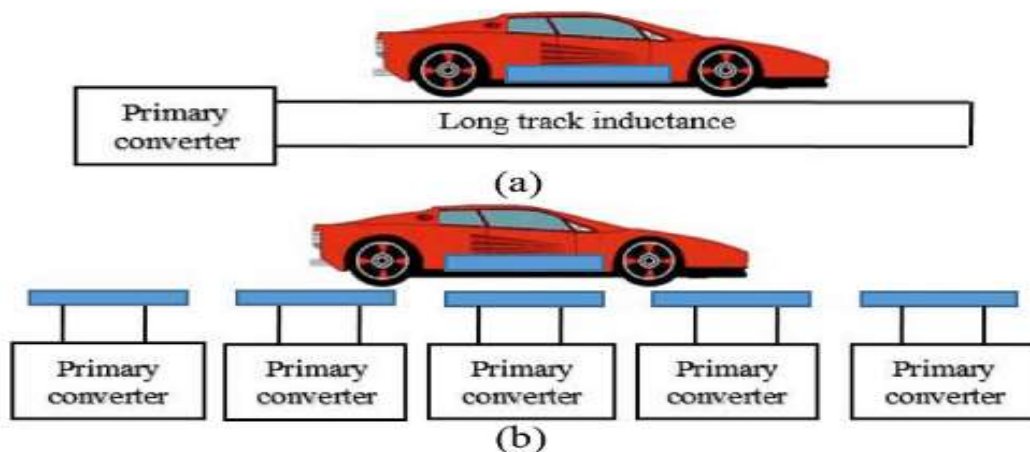 Primary
converter
Long track inductance
(a)
Primary
converter
Primary
converter
Primary
converter
Primary
converter
Primary
converter
(b)